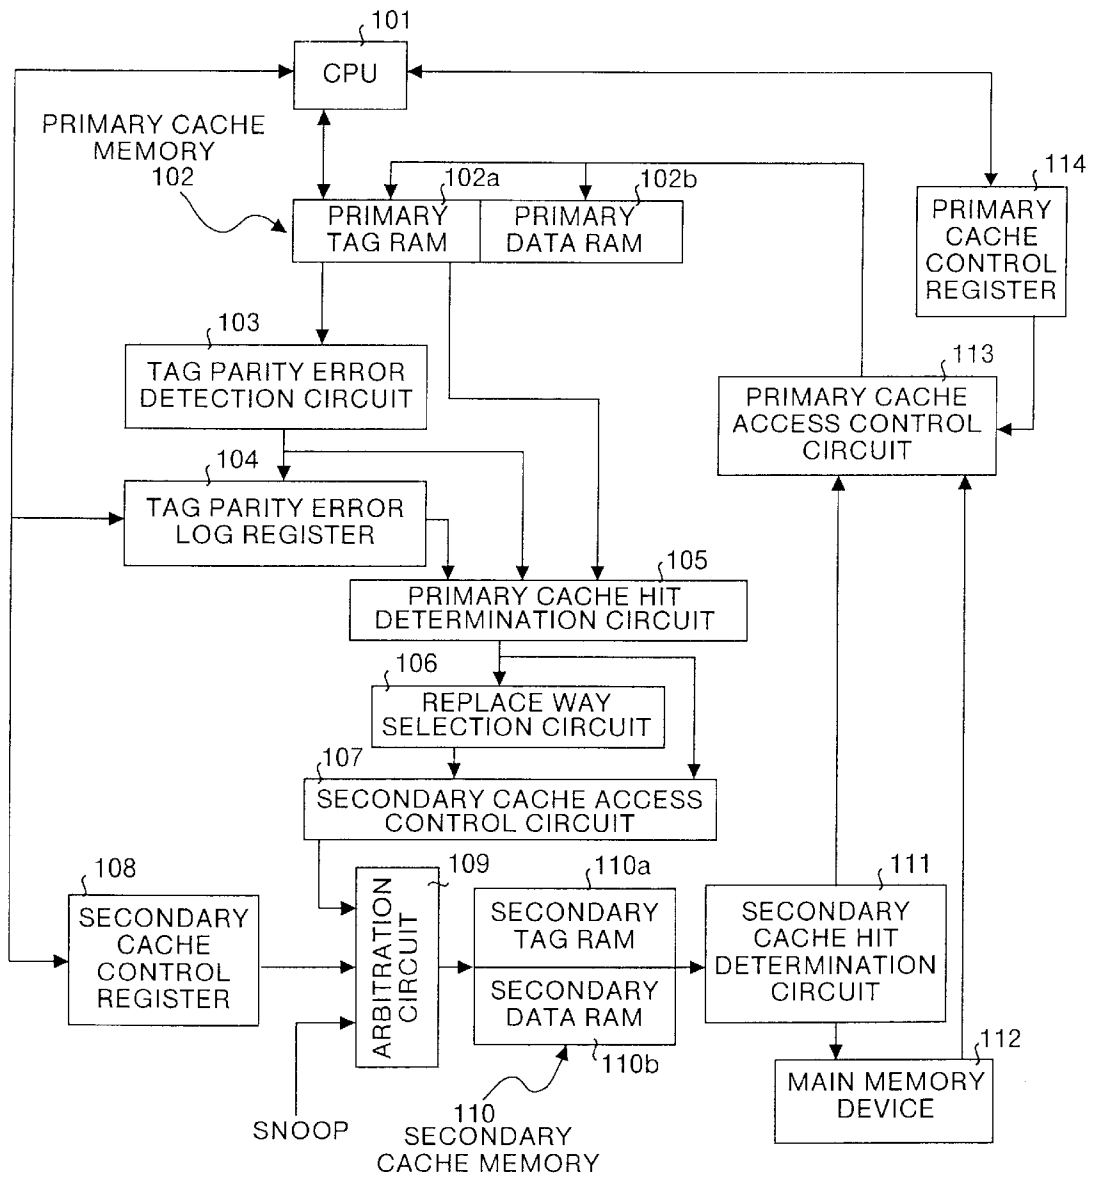 101
CPU
PRIMARY CACHE
MEMORY
102
102a
102b
114
PRIMARY
TAG RAM
PRIMARY
DATA RAM
PRIMARY
CACHE
CONTROL
REGISTER
103
TAG PARITY ERROR
DETECTION CIRCUIT
113
PRIMARY CACHE
ACCESS CONTROL
CIRCUIT
104
TAG PARITY ERROR
LOG REGISTER
105
PRIMARY CACHE HIT
DETERMINATION CIRCUIT
106
REPLACE WAY
SELECTION CIRCUIT
107
SECONDARY CACHE ACCESS
CONTROL CIRCUIT
108
SECONDARY
CACHE
CONTROL
REGISTER
109
ARBITRATION
CIRCUIT
110a
SECONDARY
TAG RAM
SECONDARY
DATA RAM
110b
111
SECONDARY
CACHE HIT
DETERMINATION
CIRCUIT
112
MAIN MEMORY
DEVICE
SNOOP
110
SECONDARY
CACHE MEMORY